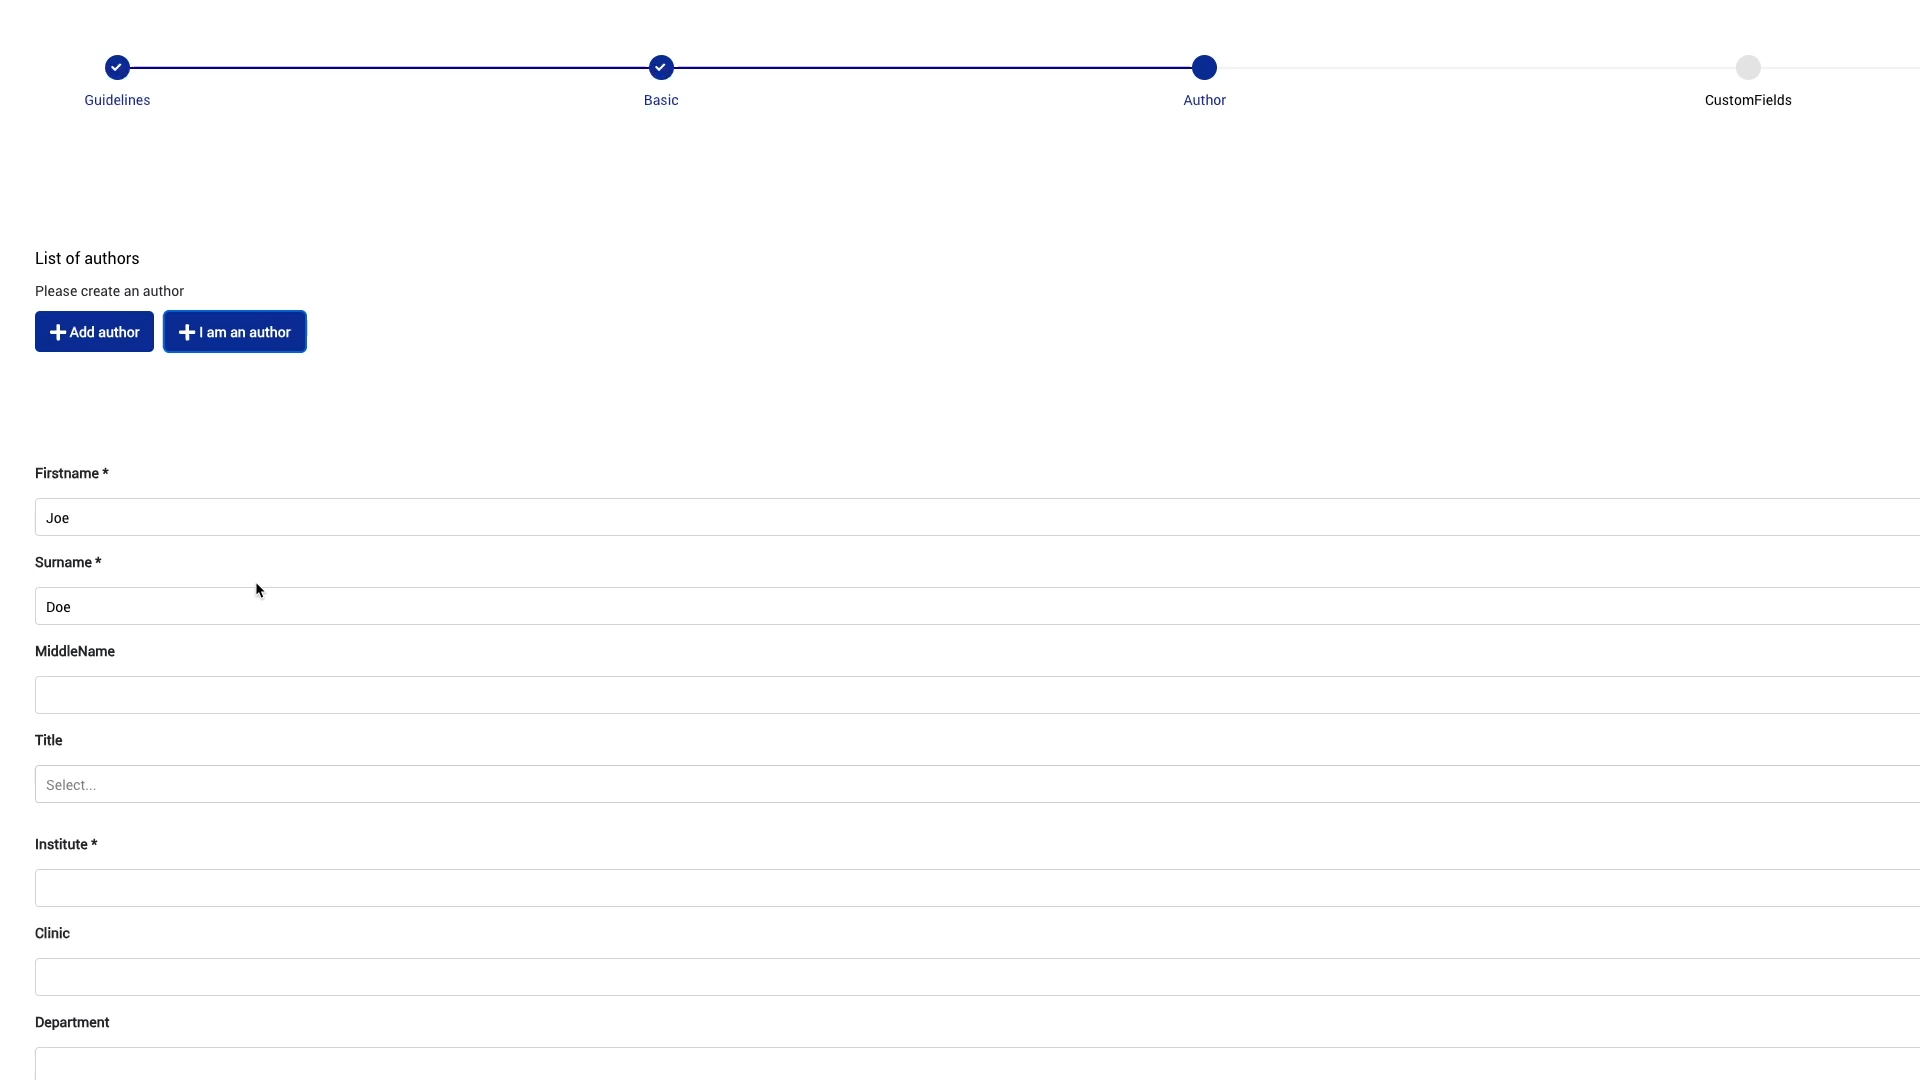 Guidelines
Basic
Author
CustomFields
List of authors
Please create an author
Add author
I am an author
Firstname *
Joe
Surname *
Doe
MiddleName
Title
Select...
Institute *
Clinic
Department